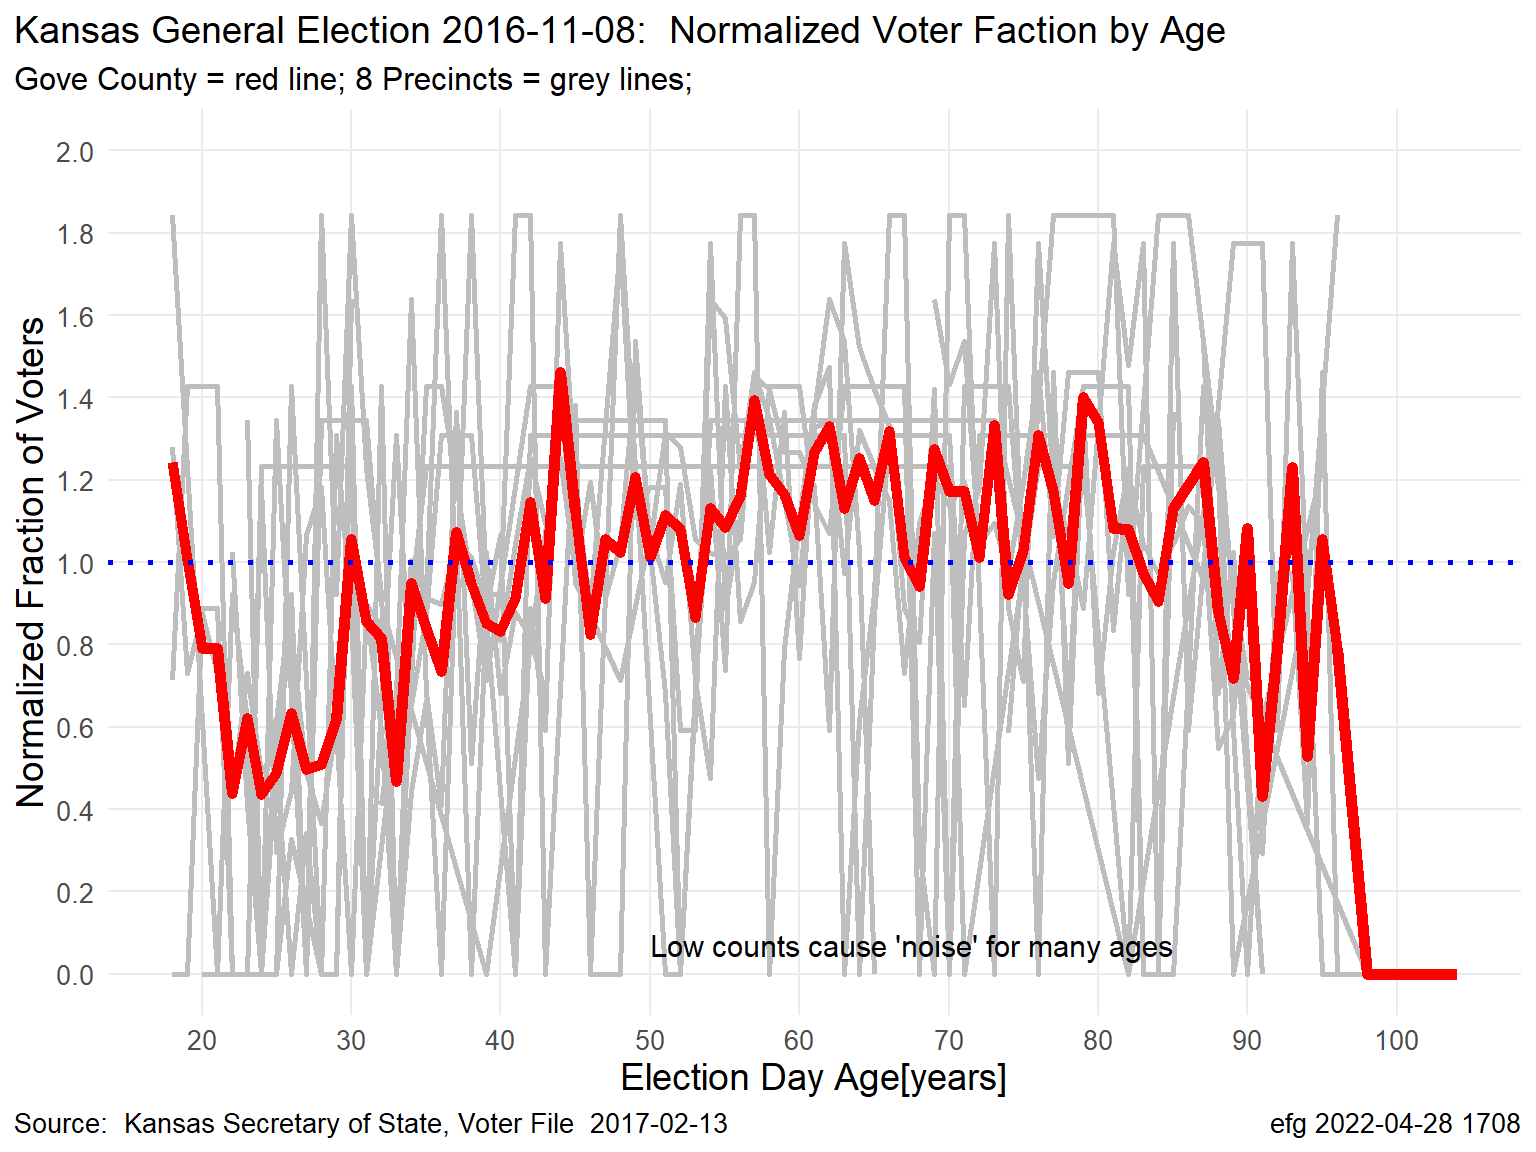 Kansas General Election 2016-11-08:  Normalized Voter Faction by Age
Gove County = red line; 8 Precincts = grey lines;
Normalized Fraction of Voters
2.0
1.8
1.6
1.4
1.2
1.0
0.8
0.6
0.4
0.2
0.0
Low counts cause 'noise' for many ages
20 30 40 50 60 70 80 90 100
Election Day Age[years]
Source:  Kansas Secretary of State, Voter File  2017-02-13
efg 2022-04-28 1708